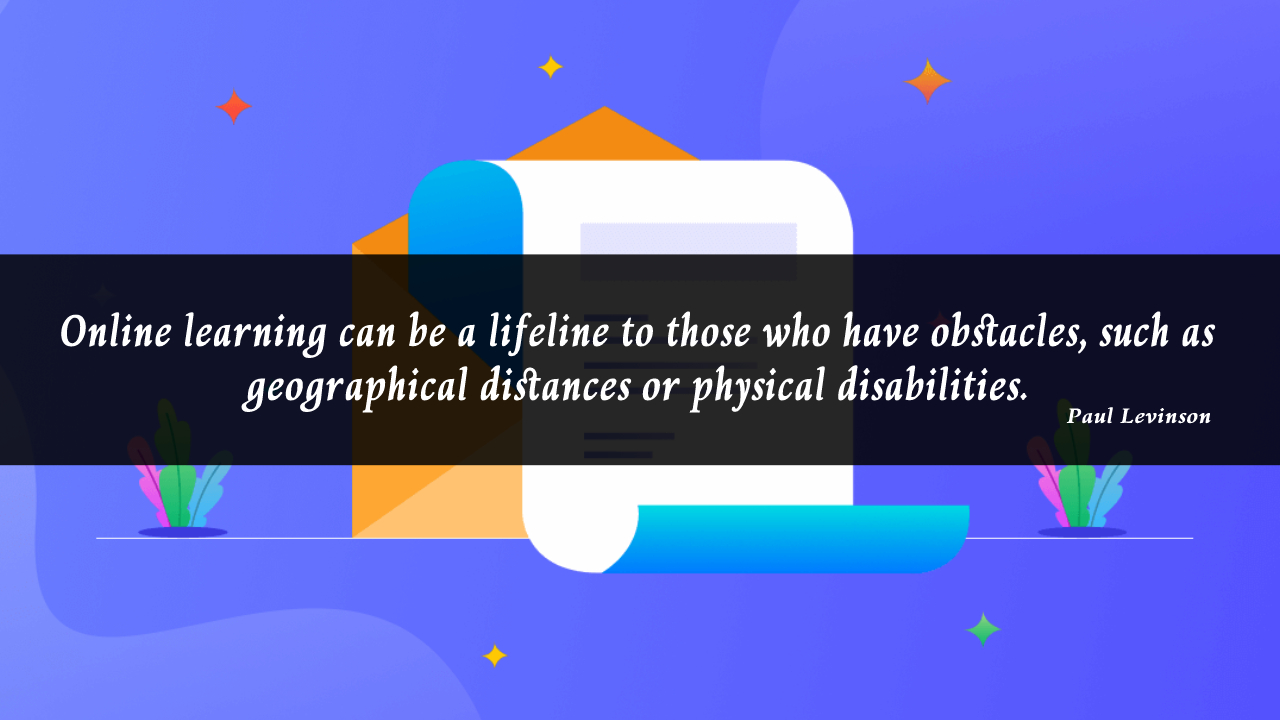 Online learning can be a lifeline to those who have obstacles, such as
geographical distances or physical disabilities.
Paul Levinson